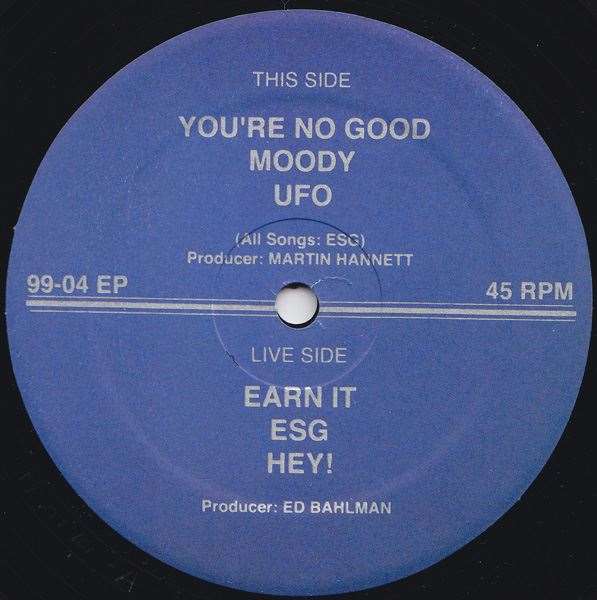 THIS SIDE
YOU'RE NO GOOD
MOODY
UFO
(All Songs: ESG)
Producer: MARTIN HANNETT
99-04 EP
45 RPM
LIVE SIDE
EARN IT
ESG
HEY!
Producer: ED BAHLMAN